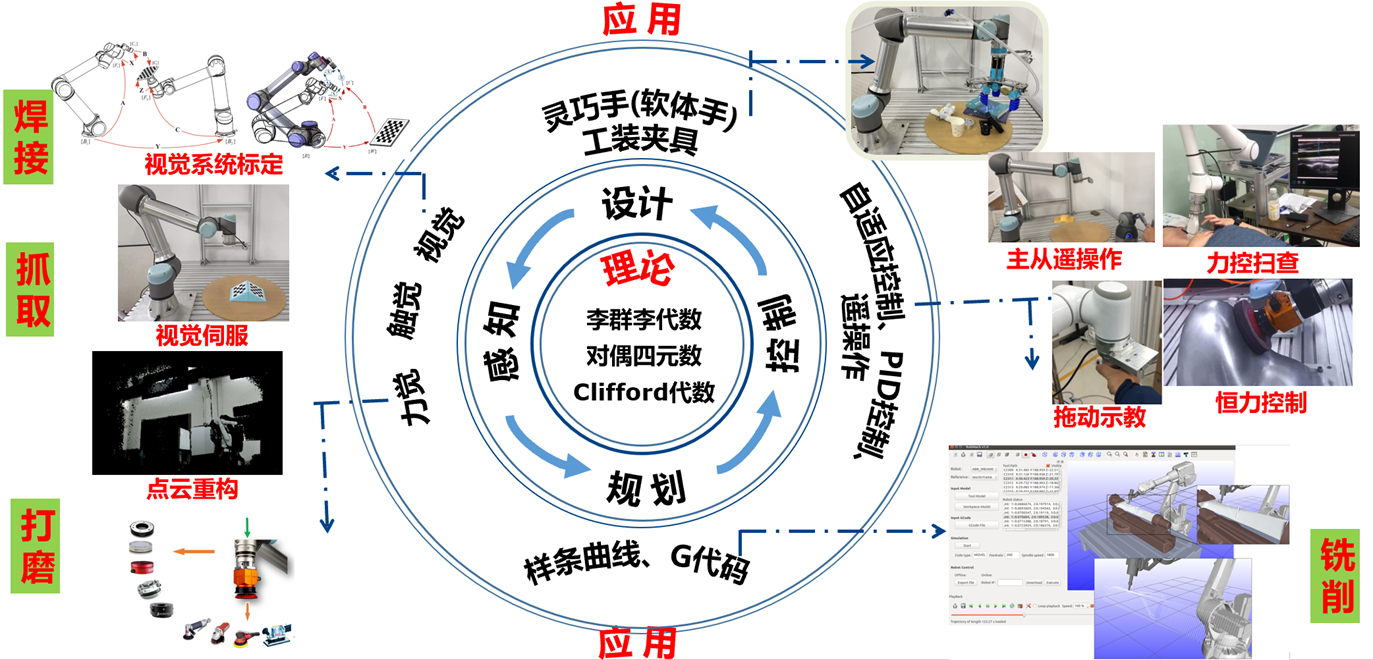 应 用
焊接
视觉系统标定
抓取
视觉伺服
点云重构
打磨
灵巧手(软体手)
工装夹具
设计
视觉
触觉
力觉
感知
理论
李群李代数
对偶四元数
Clifford代数
控制
自适应控制、PID控制、
遥操作
规划
样条曲线、G代码
应 用
主从遥操作
力控扫查
拖动示教
恒力控制
铣削